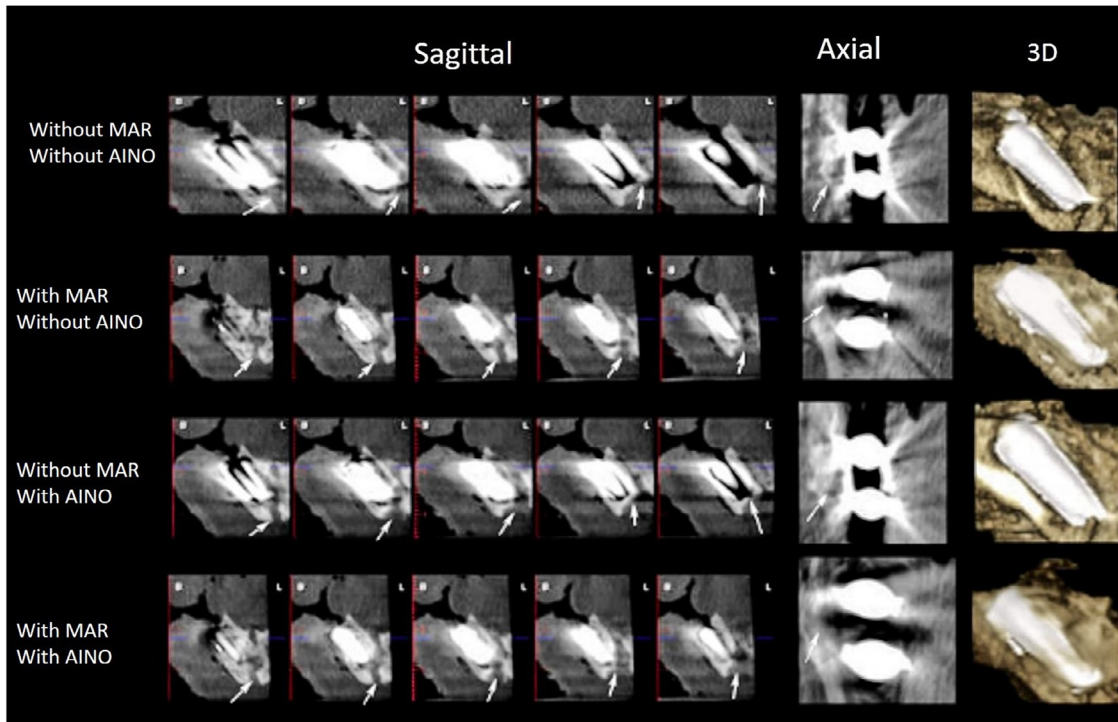 Sagittal
Axial
3D
Without MAR
Without AINO
L
L
With MAR
Without AINO
L
L
Without MAR
With AINO
L
L
With MAR
With AINO
L
L